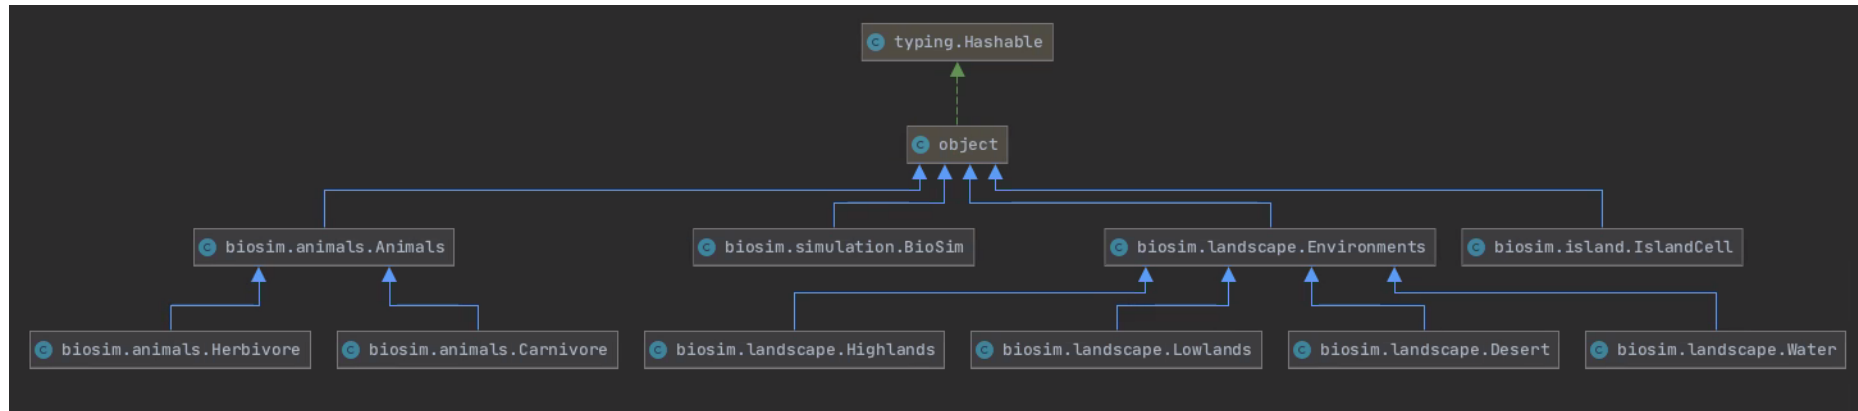 typing.Hashable
object
biosim.animals.Animals
biosim.simulation.BioSim
biosim.landscape.Environments
biosim.island.IslandCell
biosim.animals.Herbivore
biosim.animals.Carnivore
biosim.landscape.Highlands
biosim.landscape.Lowlands
biosim.landscape.Desert
biosim.landscape.Water